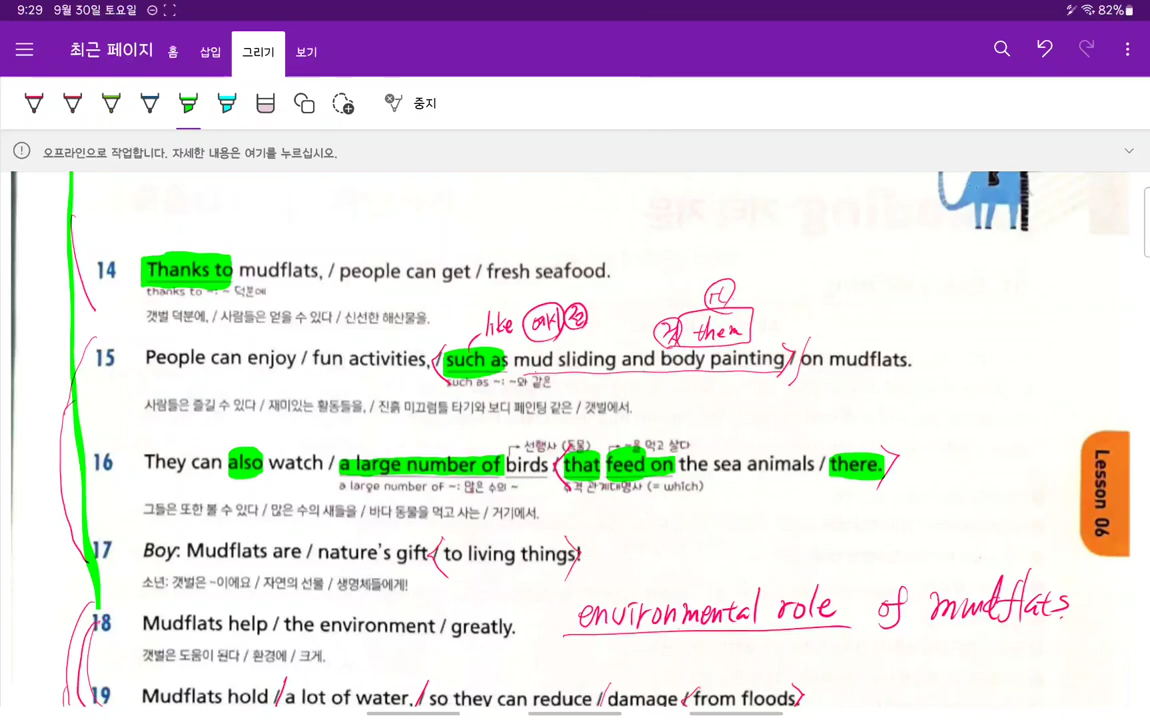 9:29 9월 30일 토요일 82%
최근 페이지 홈 삽입 그리기 보기
중지
오프라인으로 작업합니다. 자세한 내용은 여기를 누르십시오.
14 Thanks to mudflats, / people can get / fresh seafood.
thanks to ~: ~ 덕분에
갯벌 덕분에, / 사람들은 얻을 수 있다 / 신선한 해산물을.
like 예시
them
15 People can enjoy / fun activities, / such as mud sliding and body painting / on mudflats.
such as ~: ~와 같은
사람들은 즐길 수 있다 / 재미있는 활동들을, / 진흙 미끄럼틀 타기와 보디 페인팅 같은 / 갯벌에서.
선행사 (동물) ~을 먹고 살다
16 They can also watch / a large number of birds / that feed on the sea animals / there.
a large number of ~: 많은 수의 ~ 주격 관계대명사 (= which)
그들은 또한 볼 수 있다 / 많은 수의 새들을 / 바다 동물을 먹고 사는 / 거기에서.
17 Boy: Mudflats are / nature's gift / to living things!
소년: 갯벌은 ~이에요 / 자연의 선물 / 생명체들에게!
environmental role of mudflats.
18 Mudflats help / the environment / greatly.
갯벌은 도움이 된다 / 환경에 / 크게.
19 Mudflats hold / a lot of water, / so they can reduce / damage / from floods.
Lesson 06